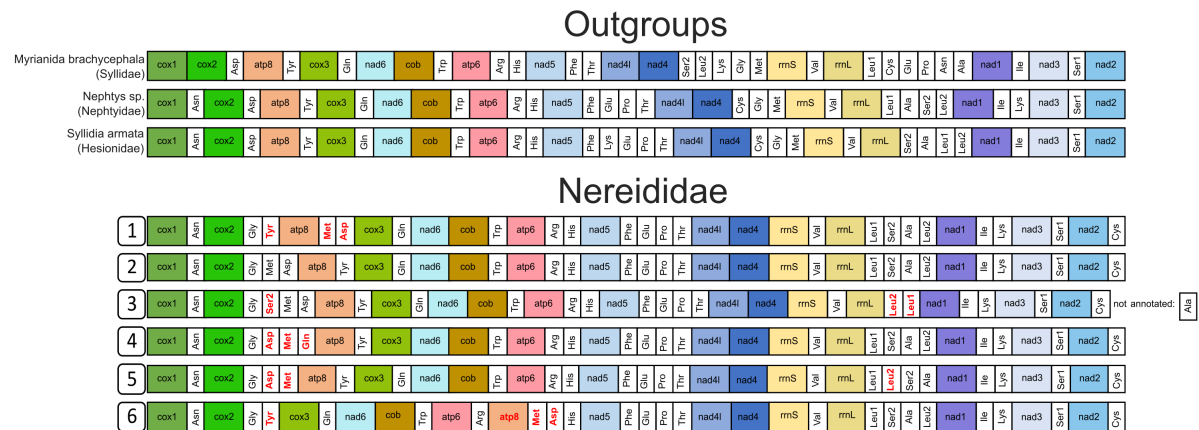 Outgroups
Myrianida brachycephala (Syllidae) cox1 cox2 Asp atp8 Tyr cox3 Gln nad6 cob Trp atp6 Arg His nad5 Phe Thr nad4l nad4 Ser2 Leu2 Lys Gly Met rrnS Val rrnL Leu1 Cys Glu Pro Asn Ala nad1 Ile nad3 Ser1 nad2
Nephtys sp. (Nephtyidae) cox1 Asn cox2 Asp atp8 Tyr cox3 Gln nad6 cob Trp atp6 Arg His nad5 Phe Glu Pro Thr nad4l nad4 Cys Gly Met rrnS Val rrnL Leu1 Ala Ser2 Leu2 nad1 Ile Lys nad3 Ser1 nad2
Syllidia armata (Hesionidae) cox1 Asn cox2 Asp atp8 Tyr cox3 Gln nad6 cob Trp atp6 Arg His nad5 Phe Lys Glu Pro Thr nad4l nad4 Cys Gly Met rrnS Val rrnL Ser2 Ala Leu1 Leu2 nad1 Ile nad3 Ser1 nad2
Nereididae
1 cox1 Asn cox2 Gly Tyr atp8 Met Asp cox3 Gln nad6 cob Trp atp6 Arg His nad5 Phe Glu Pro Thr nad4l nad4 rrnS Val rrnL Leu1 Ser2 Ala Leu2 nad1 Ile Lys nad3 Ser1 nad2 Cys
2 cox1 Asn cox2 Gly Met Asp atp8 Tyr cox3 Gln nad6 cob Trp atp6 Arg His nad5 Phe Glu Pro Thr nad4l nad4 rrnS Val rrnL Leu1 Ser2 Ala Leu2 nad1 Ile Lys nad3 Ser1 nad2 Cys
3 cox1 Asn cox2 Gly Ser2 Met Asp atp8 Tyr cox3 Gln nad6 cob Trp atp6 Arg His nad5 Phe Glu Pro Thr nad4l nad4 rrnS Val rrnL Leu2 Leu1 nad1 Ile Lys nad3 Ser1 nad2 Cys not annotated: Ala
4 cox1 Asn cox2 Gly Asp Met Gln atp8 Tyr cox3 Gln nad6 cob Trp atp6 Arg His nad5 Phe Glu Pro Thr nad4l nad4 rrnS Val rrnL Leu1 Ser2 Ala Leu2 nad1 Ile Lys nad3 Ser1 nad2 Cys
5 cox1 Asn cox2 Gly Asp Met atp8 Tyr cox3 Gln nad6 cob Trp atp6 Arg His nad5 Phe Glu Pro Thr nad4l nad4 rrnS Val rrnL Leu1 Leu2 Ser2 Ala nad1 Ile Lys nad3 Ser1 nad2 Cys
6 cox1 Asn cox2 Gly Tyr cox3 Gln nad6 cob Trp atp6 Arg atp8 Met Asp His nad5 Phe Glu Pro Thr nad4l nad4 rrnS Val rrnL Leu1 Ser2 Ala Leu2 nad1 Ile Lys nad3 Ser1 nad2 Cys